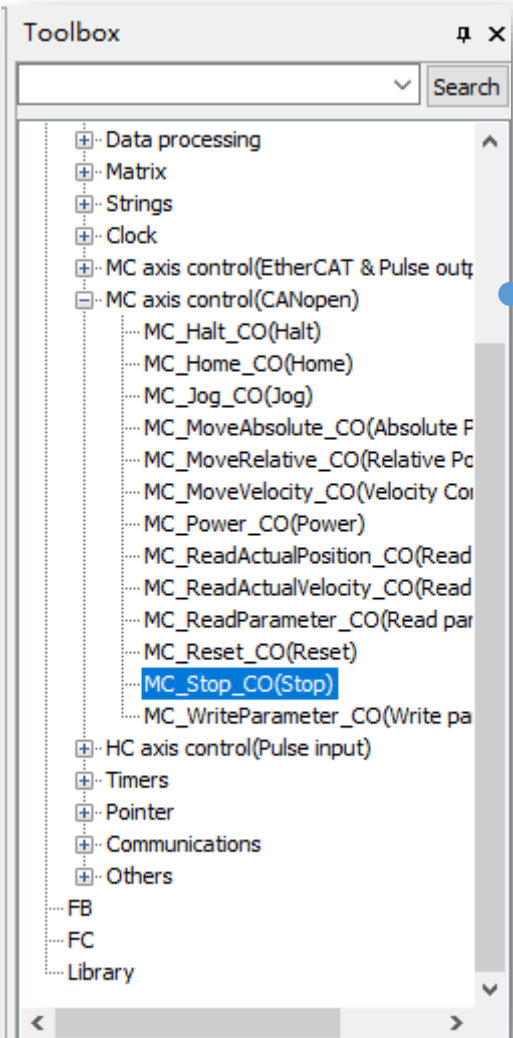 Toolbox
Search
Data processing
Matrix
Strings
Clock
MC axis control(EtherCAT & Pulse outp
MC axis control(CANopen)
MC_Halt_CO(Halt)
MC_Home_CO(Home)
MC_Jog_CO(Jog)
MC_MoveAbsolute_CO(Absolute P
MC_MoveRelative_CO(Relative Po
MC_MoveVelocity_CO(Velocity Con
MC_Power_CO(Power)
MC_ReadActualPosition_CO(Read
MC_ReadActualVelocity_CO(Read
MC_ReadParameter_CO(Read par
MC_Reset_CO(Reset)
MC_Stop_CO(Stop)
MC_WriteParameter_CO(Write pa
HC axis control(Pulse input)
Timers
Pointer
Communications
Others
FB
FC
Library